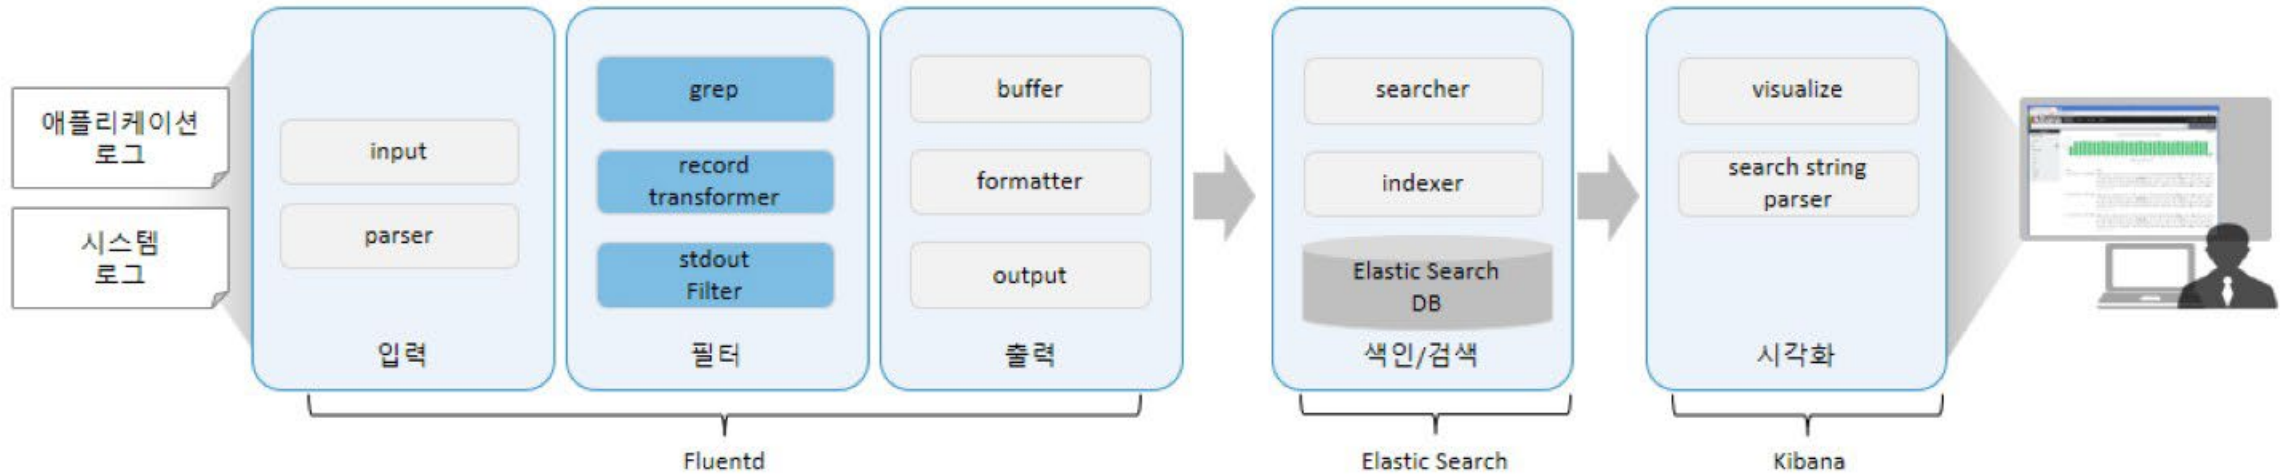 애플리케이션
로그
시스템
로그
input
parser
입력
grep
record
transformer
stdout
Filter
필터
buffer
formatter
output
출력
Fluentd
searcher
indexer
Elastic Search
DB
색인/검색
Elastic Search
visualize
search string
parser
시각화
Kibana